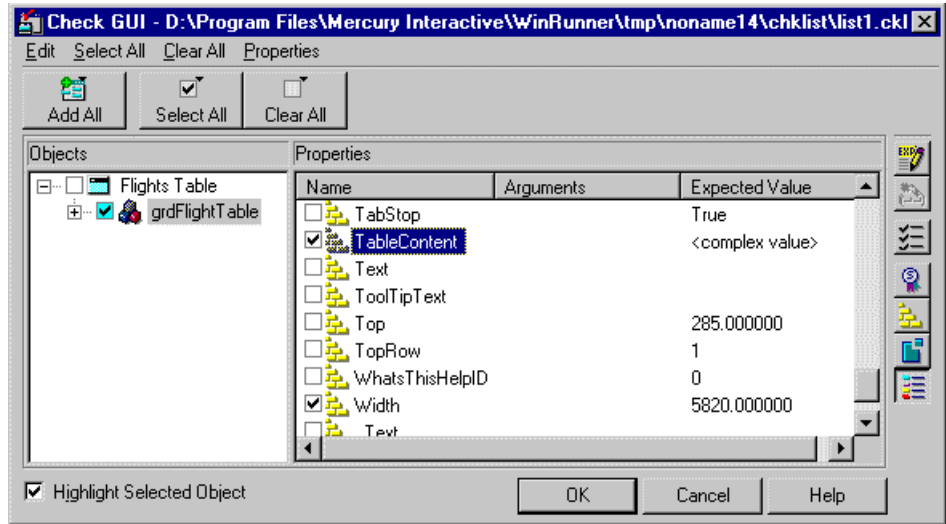 Check GUI - D:\Program Files\Mercury Interactive\WinRunner\tmp\noname14\chklist\list1.ckl
Edit Select All Clear All Properties
Add All Select All Clear All
Objects Properties
Flights Table
grdFlightTable
Name Arguments Expected Value
TabStop True
TableContent <complex value>
Text
ToolTipText
Top 285.000000
TopRow 1
WhatsThisHelpID 0
Width 5820.000000
_Text
EXP
Highlight Selected Object OK Cancel Help